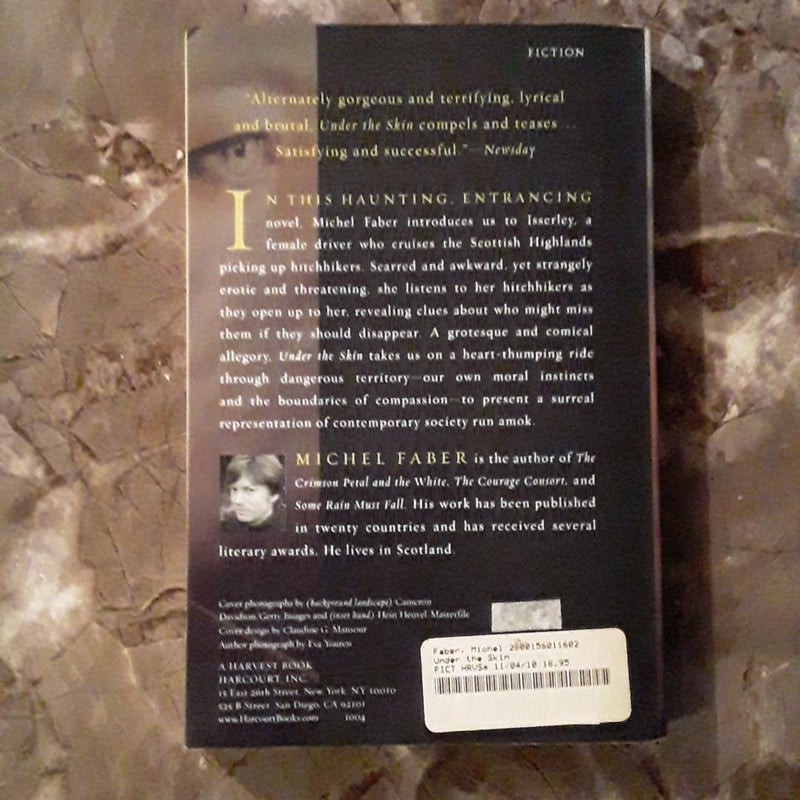 FICTION
"Alternately gorgeous and terrifying, lyrical
and brutal, Under the Skin compels and teases...
Satisfying and successful."—Newsday
IN THIS HAUNTING, ENTRANCING
novel, Michel Faber introduces us to Isserley, a
female driver who cruises the Scottish Highlands
picking up hitchhikers. Scarred and awkward, yet strangely
erotic and threatening, she listens to her hitchhikers as
they open up to her, revealing clues about who might miss
them if they should disappear. A grotesque and comical
allegory, Under the Skin takes us on a heart-thumping ride
through dangerous territory—our own moral instincts
and the boundaries of compassion—to present a surreal
representation of contemporary society run amok.
MICHEL FABER is the author of The
Crimson Petal and the White, The Courage Consort, and
Some Rain Must Fall. His work has been published
in twenty countries and has received several
literary awards. He lives in Scotland.
Cover photographs by (background landscape) Cameron
Davidson/Getty Images and (inset hand) Hein Heuvel/Masterfile
Cover design by Claudine G. Mansour
Author photograph by Eva Youren
A HARVEST BOOK
HARCOURT, INC.
15 East 26th Street, New York, NY 10010
525 B Street, San Diego, CA 92101
www.HarcourtBooks.com 1004
Faber, Michel 2800156011602
Under the Skin
FICT HRVS# 11/04/10 18.95